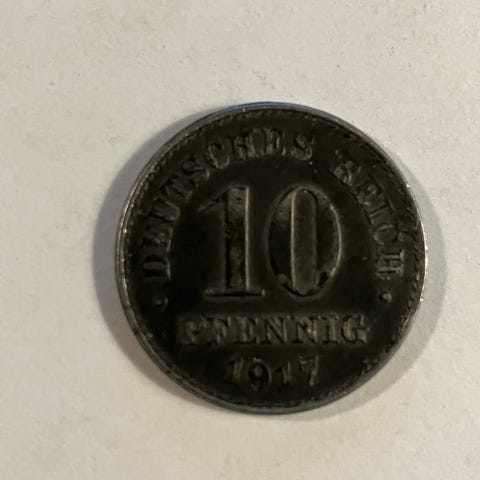 DEUTSCHES REICH
10
PFENNIG
1917